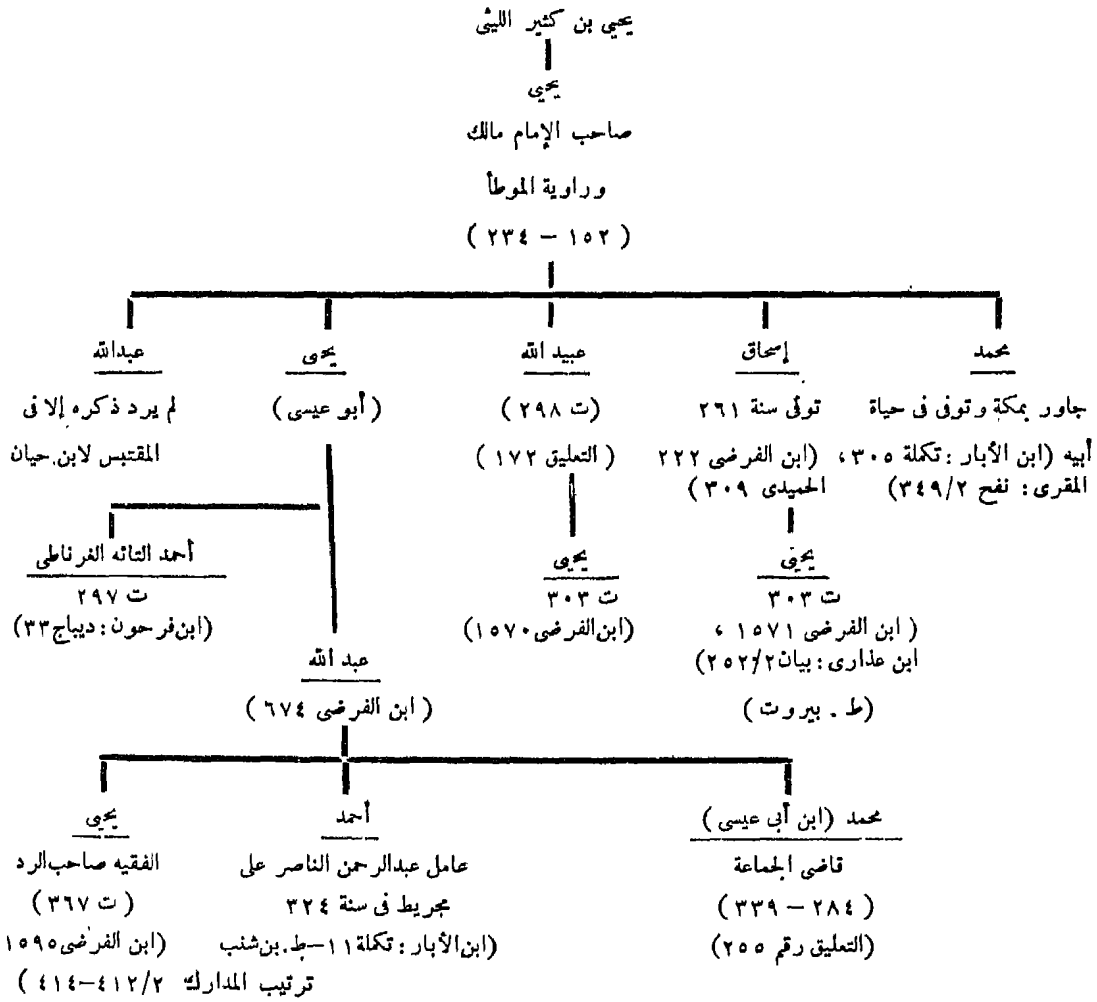 يحيى بن كثير الليثى
يحيى
صاحب الإمام مالك
وراوية الموطأ
( ١٥٢ – ٢٣٤ )
محمد
جاور بمكة وتوفى فى حياة
أبيه (ابن الأبار : تكملة ٣٠٥ ،
المقرى : نفح ٣٤٩/٢)
إسحاق
توفى سنة ٢٦١
(ابن الفرضى ٢٢٢
الحميدى ٣٠٩ )
يحيى
ت ٣٠٣
( ابن الفرضى ١٥٧١ ،
ابن عذارى : بيان ٢٥٢/٢)
(ط . بيروت )
عبيد الله
(ت ٢٩٨ )
( التعليق ١٧٢ )
يحيى
ت ٣٠٣
(ابن الفرضى ١٥٧٠)
يحيى
( أبو عيسى )
عبدالله
لم يرد ذكره إلا فى
المقتبس لابن حيان
أحمد التائه الغرناطى
ت ٢٩٧
(ابن فرحون : ديباج ٣٣)
عبد الله
( ابن الفرضى ٦٧٤ )
محمد (ابن أبى عيسى )
قاضى الجماعة
( ٢٨٤ – ٣٣٩ )
(التعليق رقم ٢٥٥ )
أحمد
عامل عبدالرحمن الناصر على
مجريط فى سنة ٣٢٤
(ابن الأبار : تكملة ١١–ط. بن شنب
يحيى
الفقيه صاحب الرد
( ت ٣٦٧ )
(ابن الفرضى ١٥٩٥
ترتيب المدارك ٤١٢/٢–٤١٤ )